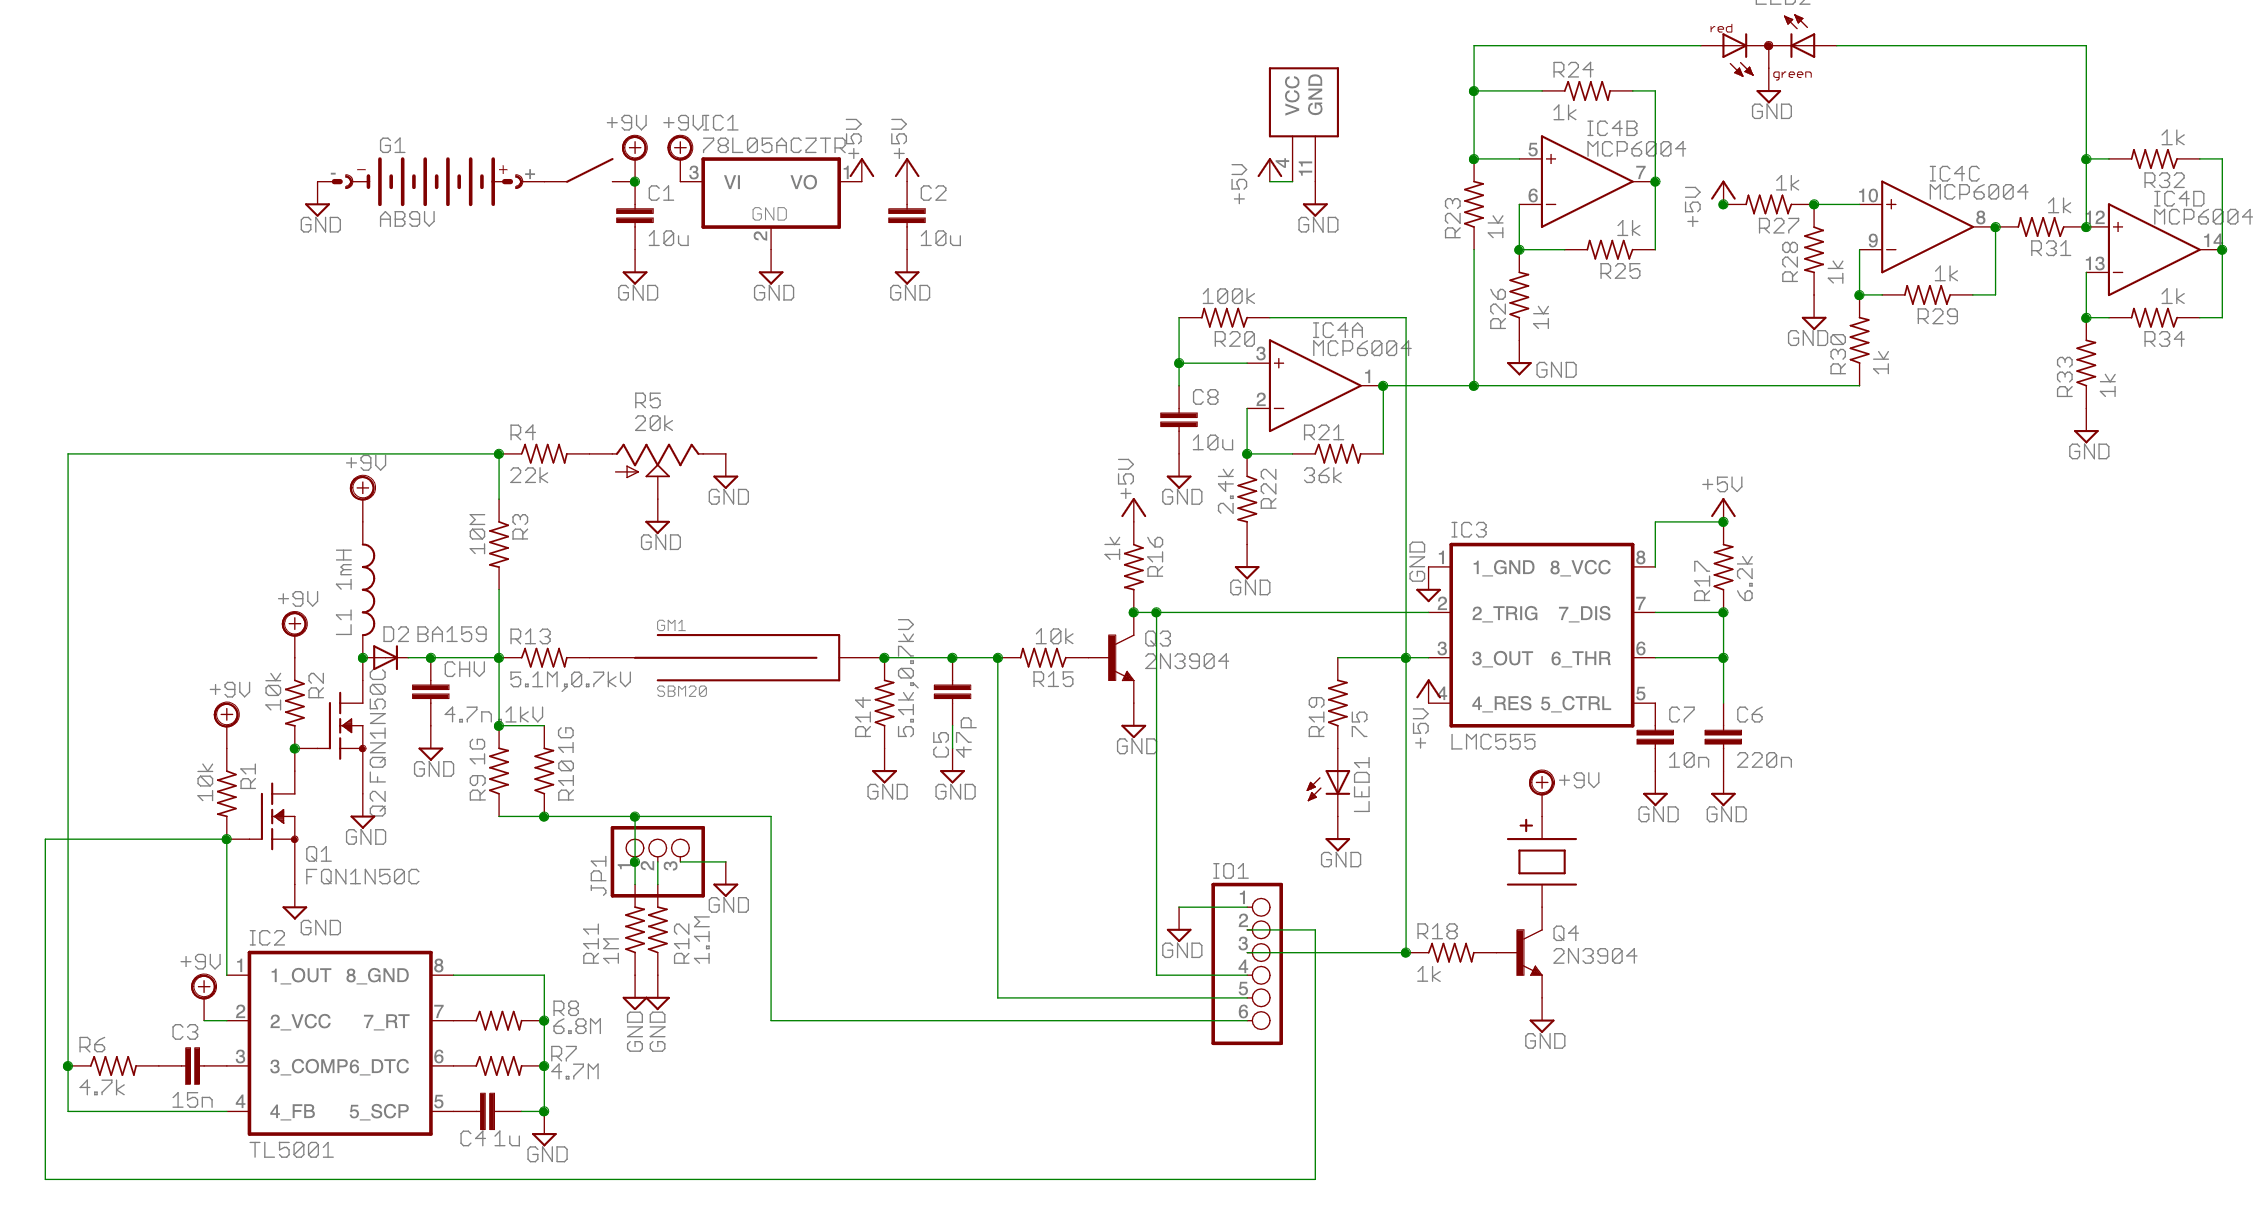 LED2
red
green
GND
VCC
GND
4
11
+5V
GND
R24
1k
IC4B
MCP6004
5
+
6
−
7
R23
1k
1k
R25
R26
1k
GND
+5V
1k
R27
R28
1k
GND
IC4C
MCP6004
10
+
9
−
8
1k
R29
R30
1k
1k
R31
1k
R32
IC4D
MCP6004
12
+
13
−
14
1k
R34
R33
1k
GND
G1
AB9V
-
−
+
+
GND
+9V
C1
10u
GND
+9V
IC1
78L05ACZTR
3
VI
VO
GND
1
2
GND
+5V
+5V
C2
10u
GND
100k
R20
IC4A
MCP6004
3
+
2
−
1
C8
10u
GND
R21
36k
2.4k
R22
GND
R4
22k
R5
20k
GND
GND
10M
R3
+9V
L1
1mH
+9V
10k
R2
+9V
10k
R1
D2
BA159
CHV
4.7n,1kV
GND
Q2
FQN1N50C
GND
Q1
FQN1N50C
GND
R13
5.1M,0.7kV
GM1
SBM20
R9
1G
R10
1G
R14
5.1k,0.7kV
GND
C5
47p
GND
10k
R15
+5V
1k
R16
Q3
2N3904
GND
IC3
LMC555
GND
1
2
3
4
1_GND
8_VCC
2_TRIG
7_DIS
3_OUT
6_THR
4_RES
5_CTRL
8
7
6
5
+5V
+5V
R17
6.2k
C7
10n
GND
C6
220n
GND
R19
75
LED1
GND
+9V
+
R18
1k
Q4
2N3904
GND
IO1
1
2
3
4
5
6
GND
JP1
1
2
3
GND
R11
1M
R12
1.1M
GND
GND
IC2
TL5001
+9V
1
2
3
4
1_OUT
8_GND
2_VCC
7_RT
3_COMP
6_DTC
4_FB
5_SCP
8
7
6
5
R8
6.8M
R7
4.7M
C4
1u
GND
R6
4.7k
C3
15n